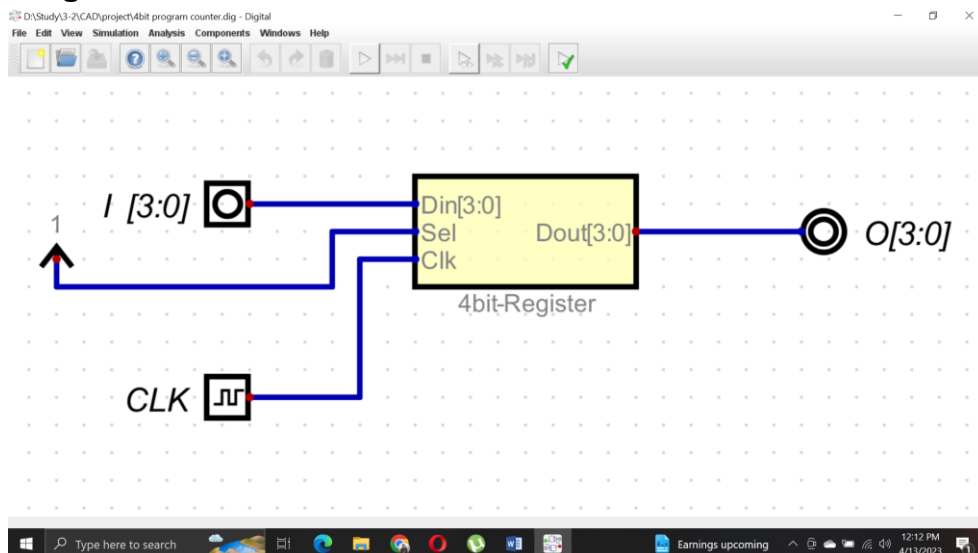 D:\Study\3-2\CAD\project\4bit program counter.dig - Digital
File Edit View Simulation Analysis Components Windows Help
I [3:0]
1
Din[3:0]
Sel
Clk
Dout[3:0]
O[3:0]
4bit-Register
CLK
Type here to search
Earnings upcoming
12:12 PM
4/13/2023